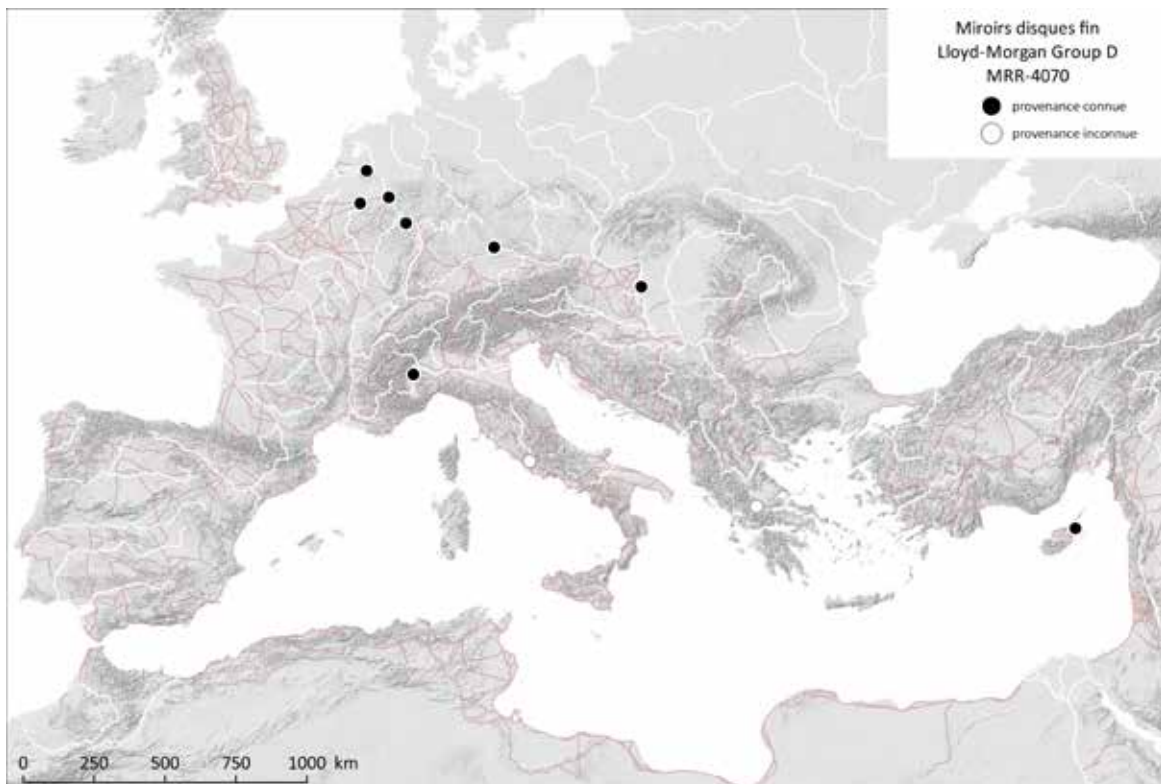 Miroirs disques fin
Lloyd-Morgan Group D
MRR-4070
provenance connue
provenance inconnue
0 250 500 750 1000 km